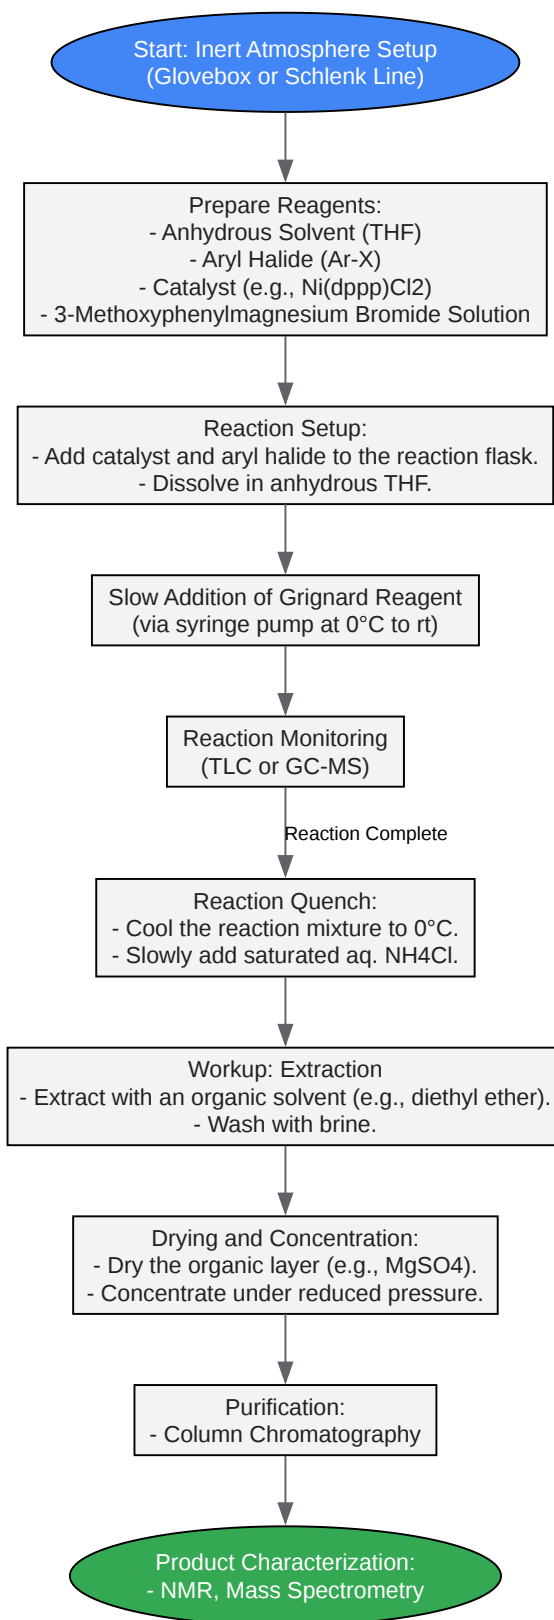 Start: Inert Atmosphere Setup
(Glovebox or Schlenk Line)
Prepare Reagents:
- Anhydrous Solvent (THF)
- Aryl Halide (Ar-X)
- Catalyst (e.g., Ni(dppp)Cl2)
- 3-Methoxyphenylmagnesium Bromide Solution
Reaction Setup:
- Add catalyst and aryl halide to the reaction flask.
- Dissolve in anhydrous THF.
Slow Addition of Grignard Reagent
(via syringe pump at 0°C to rt)
Reaction Monitoring
(TLC or GC-MS)
Reaction Complete
Reaction Quench:
- Cool the reaction mixture to 0°C.
- Slowly add saturated aq. NH4Cl.
Workup: Extraction
- Extract with an organic solvent (e.g., diethyl ether).
- Wash with brine.
Drying and Concentration:
- Dry the organic layer (e.g., MgSO4).
- Concentrate under reduced pressure.
Purification:
- Column Chromatography
Product Characterization:
- NMR, Mass Spectrometry